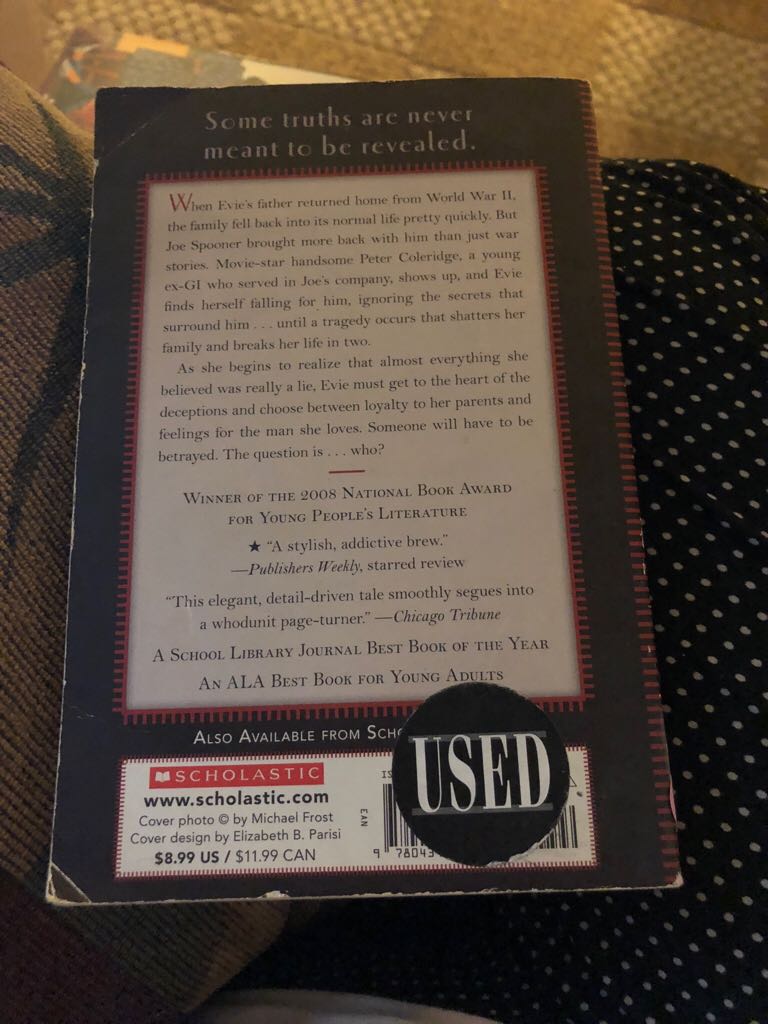 Some truths are never
meant to be revealed.
When Evie's father returned home from World War II,
the family fell back into its normal life pretty quickly. But
Joe Spooner brought more back with him than just war
stories. Movie-star handsome Peter Coleridge, a young
ex-GI who served in Joe's company, shows up, and Evie
finds herself falling for him, ignoring the secrets that
surround him . . . until a tragedy occurs that shatters her
family and breaks her life in two.
As she begins to realize that almost everything she
believed was really a lie, Evie must get to the heart of the
deceptions and choose between loyalty to her parents and
feelings for the man she loves. Someone will have to be
betrayed. The question is . . . who?
Winner of the 2008 National Book Award
for Young People's Literature
★ "A stylish, addictive brew."
—Publishers Weekly, starred review
"This elegant, detail-driven tale smoothly segues into
a whodunit page-turner." —Chicago Tribune
A School Library Journal Best Book of the Year
An ALA Best Book for Young Adults
Also Available from
USED
SCHOLASTIC
www.scholastic.com
Cover photo © by Michael Frost
Cover design by Elizabeth B. Parisi
$8.99 US / $11.99 CAN
EAN